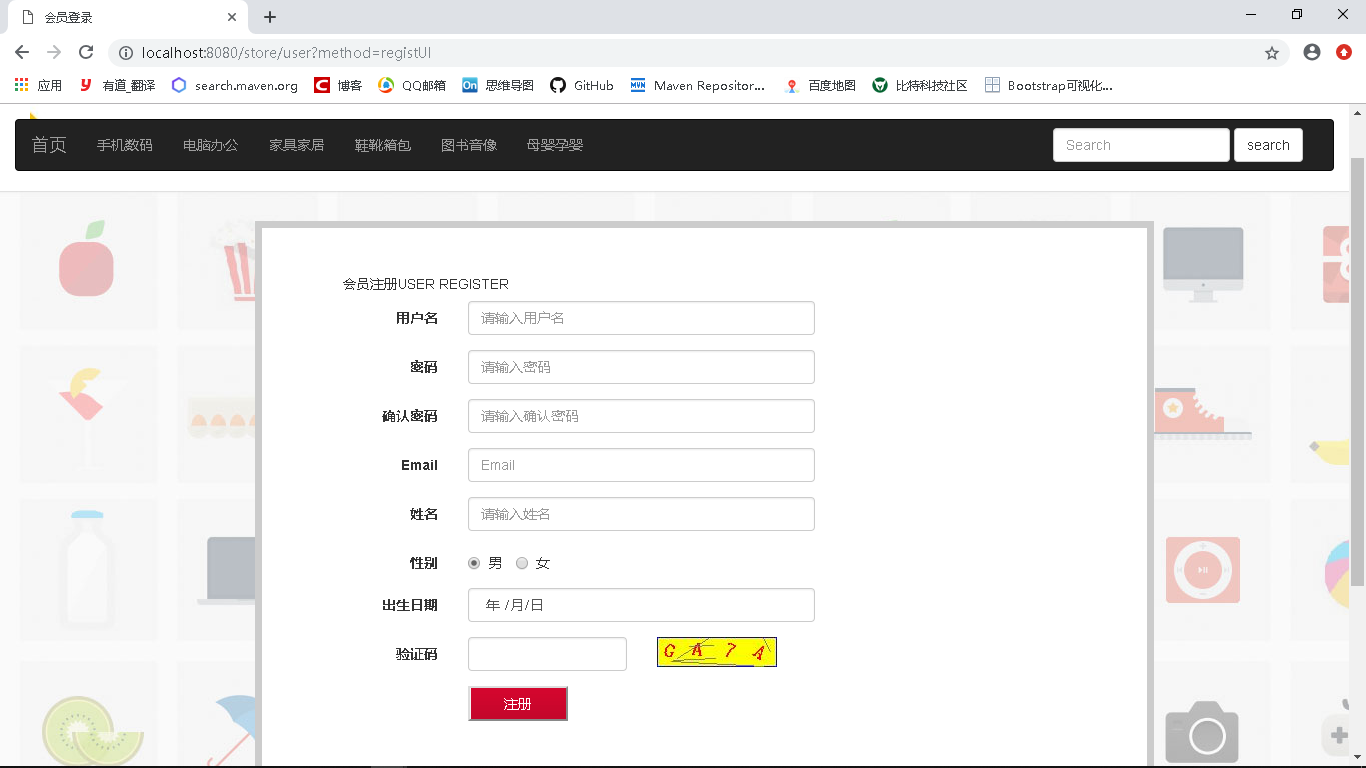 会员登录
localhost:8080/store/user?method=registUI
应用 有道_翻译 search.maven.org 博客 QQ邮箱 思维导图 GitHub Maven Repositor... 百度地图 比特科技社区 Bootstrap可视化...
首页 手机数码 电脑办公 家具家居 鞋靴箱包 图书音像 母婴孕婴 Search search
会员注册USER REGISTER
用户名 请输入用户名
密码 请输入密码
确认密码 请输入确认密码
Email Email
姓名 请输入姓名
性别 男 女
出生日期 年 /月/日
验证码
注册